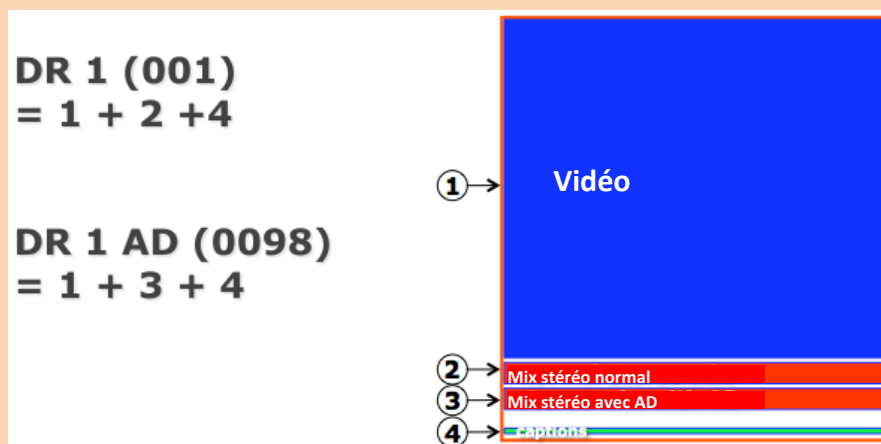 DR 1 (001)
= 1 + 2 +4
DR 1 AD (0098)
= 1 + 3 + 4
1
Vidéo
2
Mix stéréo normal
3
Mix stéréo avec AD
4
captions